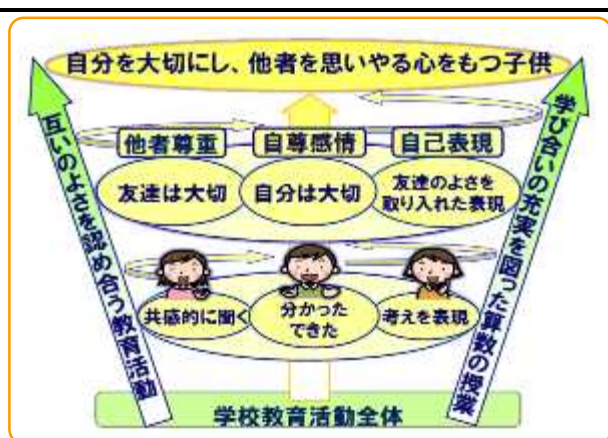 自分を大切にし、他者を思いやる心をもつ子供
互いのよさを認め合う教育活動
学び合いの充実を図った算数の授業
他者尊重
自尊感情
自己表現
友達は大切
自分は大切
友達のよさを
取り入れた表現
共感的に聞く
分かった
できた
考えを表現
学校教育活動全体